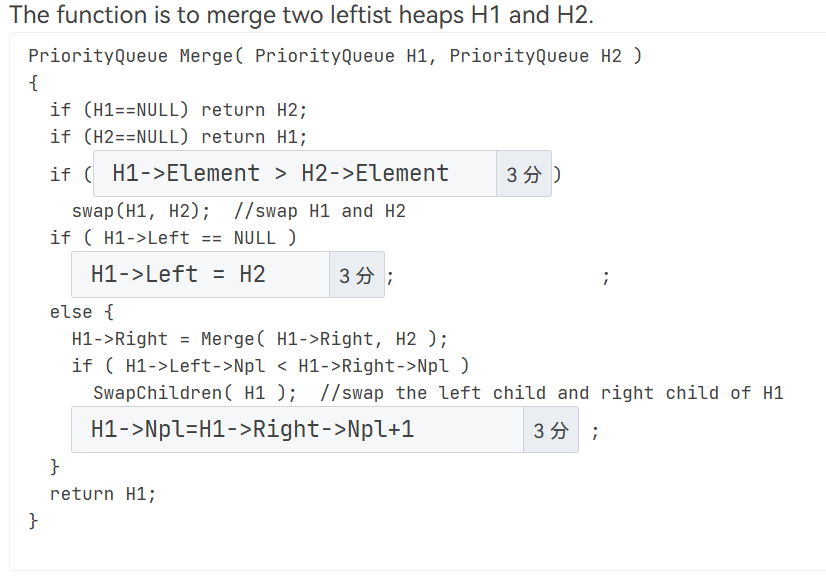 The function is to merge two leftist heaps H1 and H2.
PriorityQueue Merge( PriorityQueue H1, PriorityQueue H2 )
{
if (H1==NULL) return H2;
if (H2==NULL) return H1;
if ( H1->Element > H2->Element 3 分 )
swap(H1, H2); //swap H1 and H2
if ( H1->Left == NULL )
H1->Left = H2 3 分 ; ;
else {
H1->Right = Merge( H1->Right, H2 );
if ( H1->Left->Npl < H1->Right->Npl )
SwapChildren( H1 ); //swap the left child and right child of H1
H1->Npl=H1->Right->Npl+1 3 分 ;
}
return H1;
}